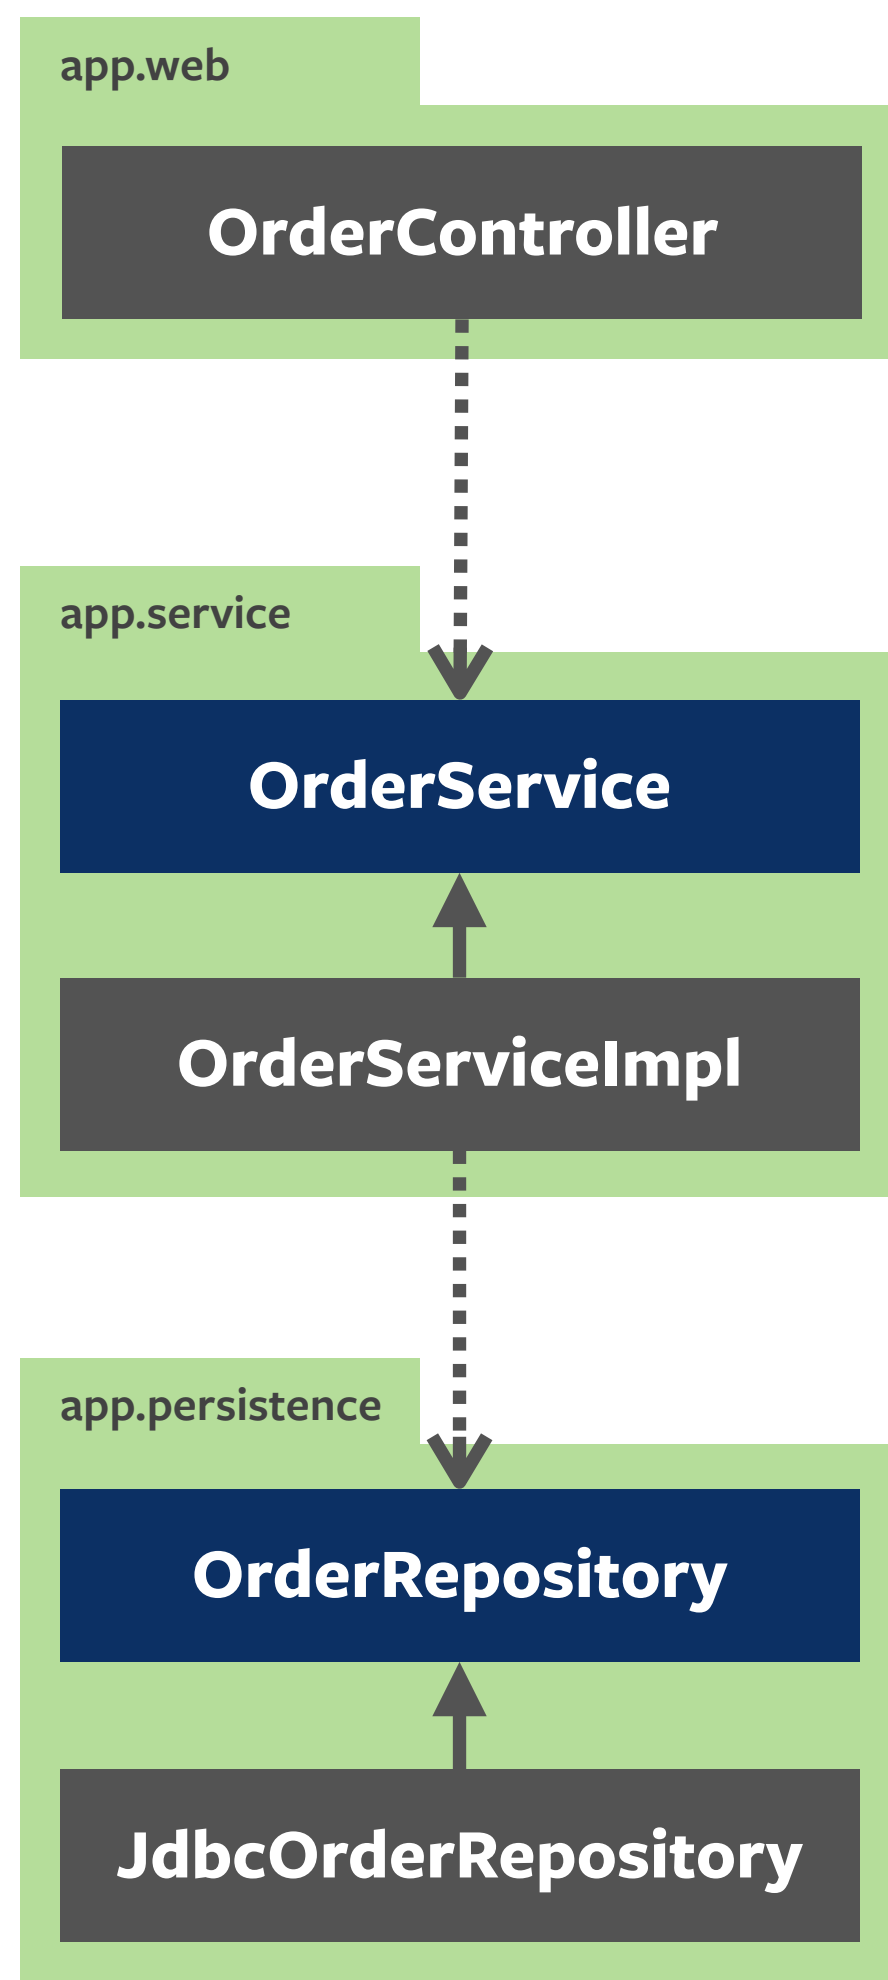 app.web
OrderController
app.service
OrderService
OrderServiceImpl
app.persistence
OrderRepository
JdbcOrderRepository